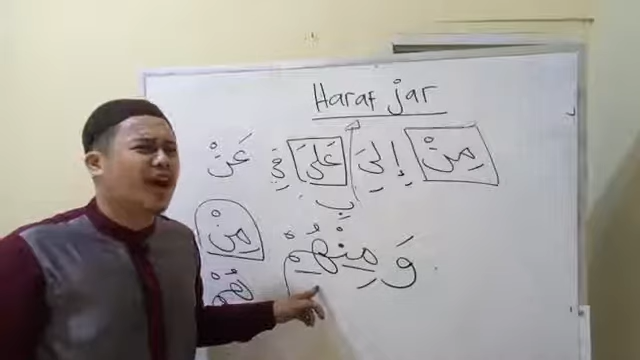 Haraf jar
مِنْ إِلَى عَلَى فِي عَنْ
بِ
وَمِنْهُمْ
مِنْ
هُمْ